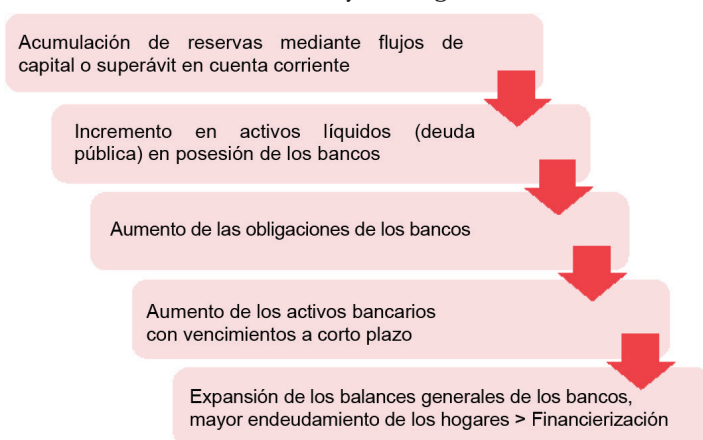 Acumulación de reservas mediante flujos de
capital o superávit en cuenta corriente
Incremento en activos líquidos (deuda
pública) en posesión de los bancos
Aumento de las obligaciones de los bancos
Aumento de los activos bancarios
con vencimientos a corto plazo
Expansión de los balances generales de los bancos,
mayor endeudamiento de los hogares > Financierización